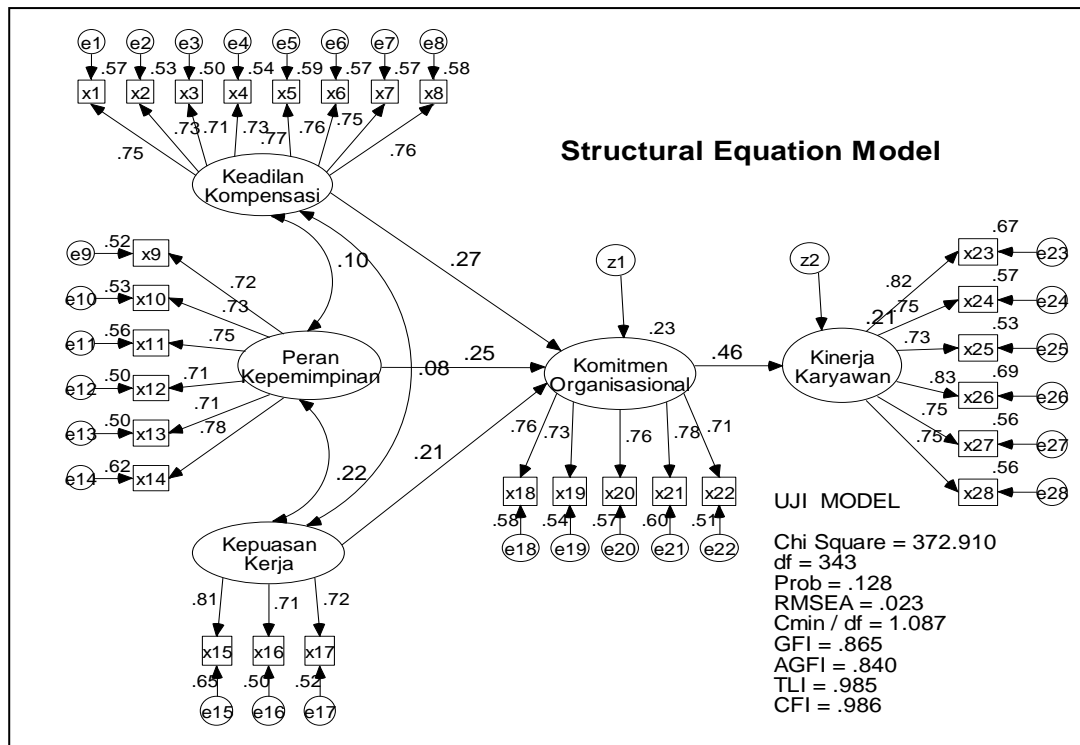 e1 e2 e3 e4 e5 e6 e7 e8
.57 .53 .50 .54 .59 .57 .57 .58
x1 x2 x3 x4 x5 x6 x7 x8
.75 .73 .71 .73 .77 .76 .75 .76
Structural Equation Model
Keadilan
Kompensasi
e9 .52 x9 .72
e10 .53 x10 .73
e11 .56 x11 .75
e12 .50 x12 .71
e13 .50 x13 .71
e14 .62 x14 .78
Peran
Kepemimpinan
.10
.08
.22
.27
.25
.21
Kepuasan
Kerja
.81 .71 .72
x15 x16 x17
.65 .50 .52
e15 e16 e17
z1
.23
Komitmen
Organisasional
.76 .73 .76 .78 .71
x18 x19 x20 x21 x22
.58 .54 .57 .60 .51
e18 e19 e20 e21 e22
.46
z2
.21
Kinerja
Karyawan
.82 x23 .67 e23
.75 x24 .57 e24
.73 x25 .53 e25
.83 x26 .69 e26
.75 x27 .56 e27
.75 x28 .56 e28
UJI MODEL
Chi Square = 372.910
df = 343
Prob = .128
RMSEA = .023
Cmin / df = 1.087
GFI = .865
AGFI = .840
TLI = .985
CFI = .986